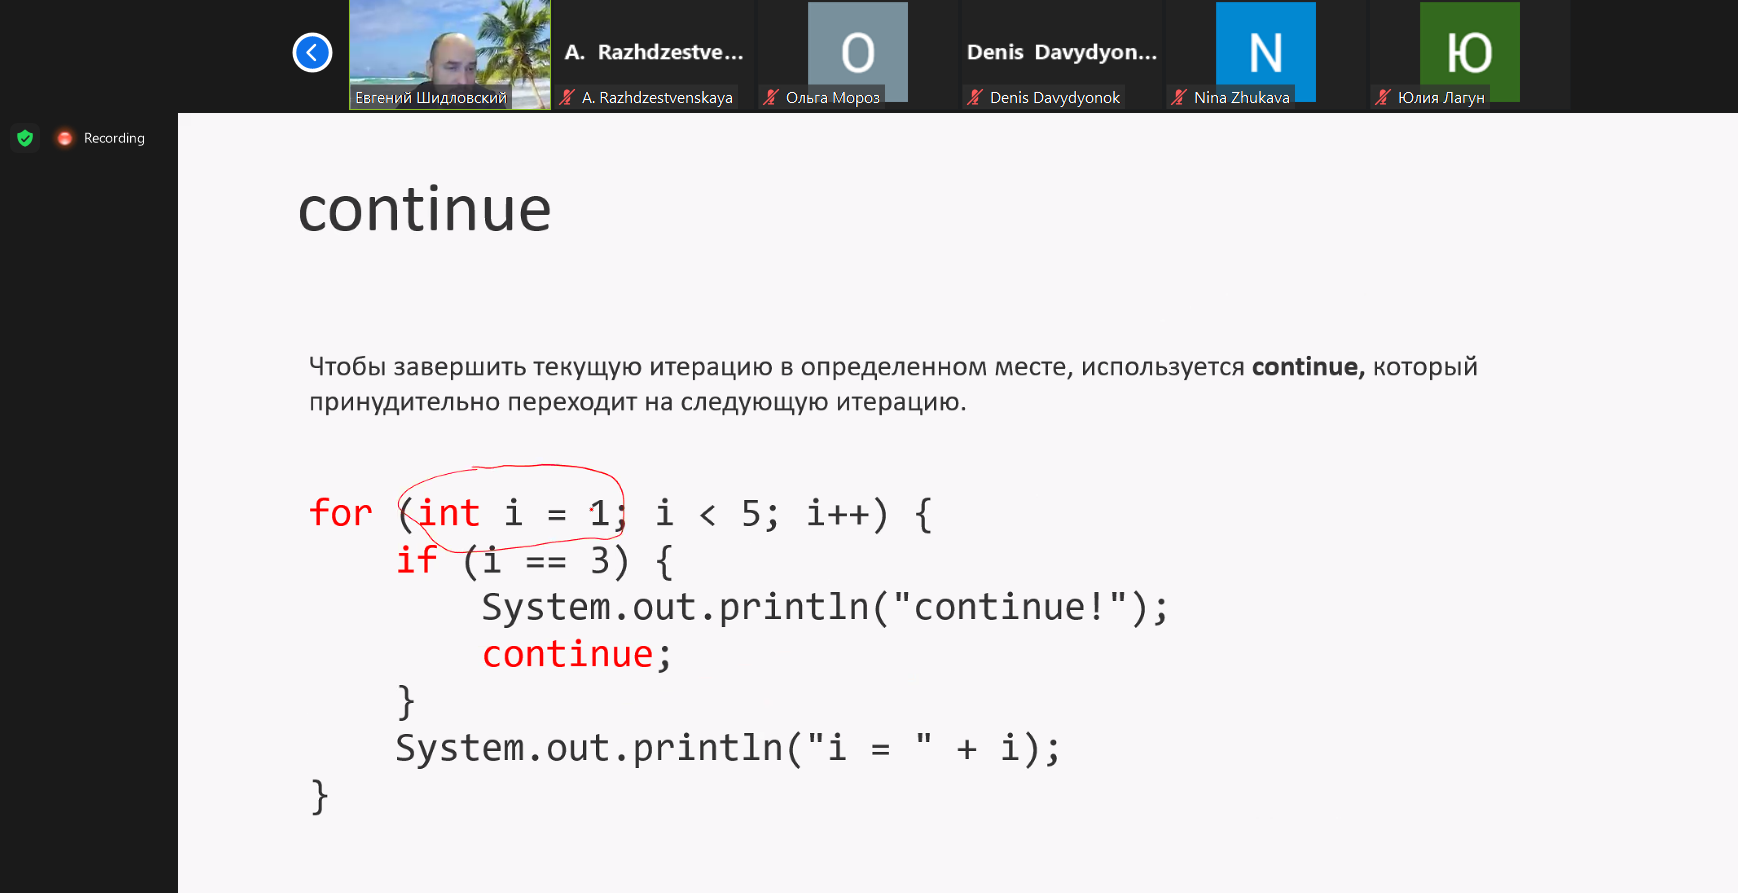 A. Razhdzestve...
O
Denis Davydyon...
N
Ю
Евгений Шидловский
A. Razhdzestvenskaya
Ольга Мороз
Denis Davydyonok
Nina Zhukava
Юлия Лагун
Recording
continue
Чтобы завершить текущую итерацию в определенном месте, используется continue, который
принудительно переходит на следующую итерацию.
for (int i = 1; i < 5; i++) {
if (i == 3) {
System.out.println("continue!");
continue;
}
System.out.println("i = " + i);
}